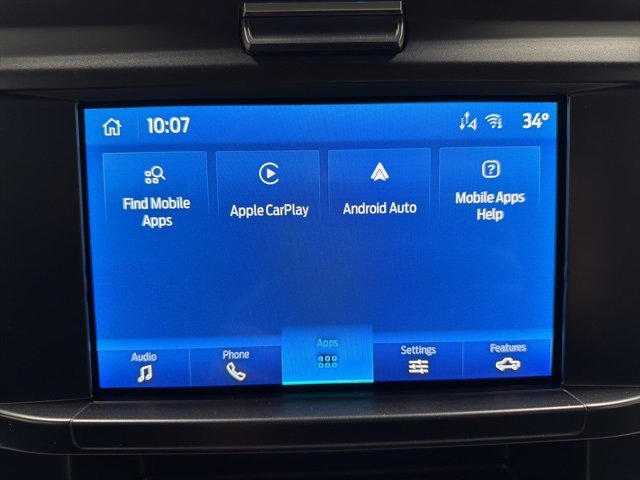 10:07
34°
Find Mobile
Apps
Apple CarPlay
Android Auto
Mobile Apps
Help
Audio
Phone
Apps
Settings
Features